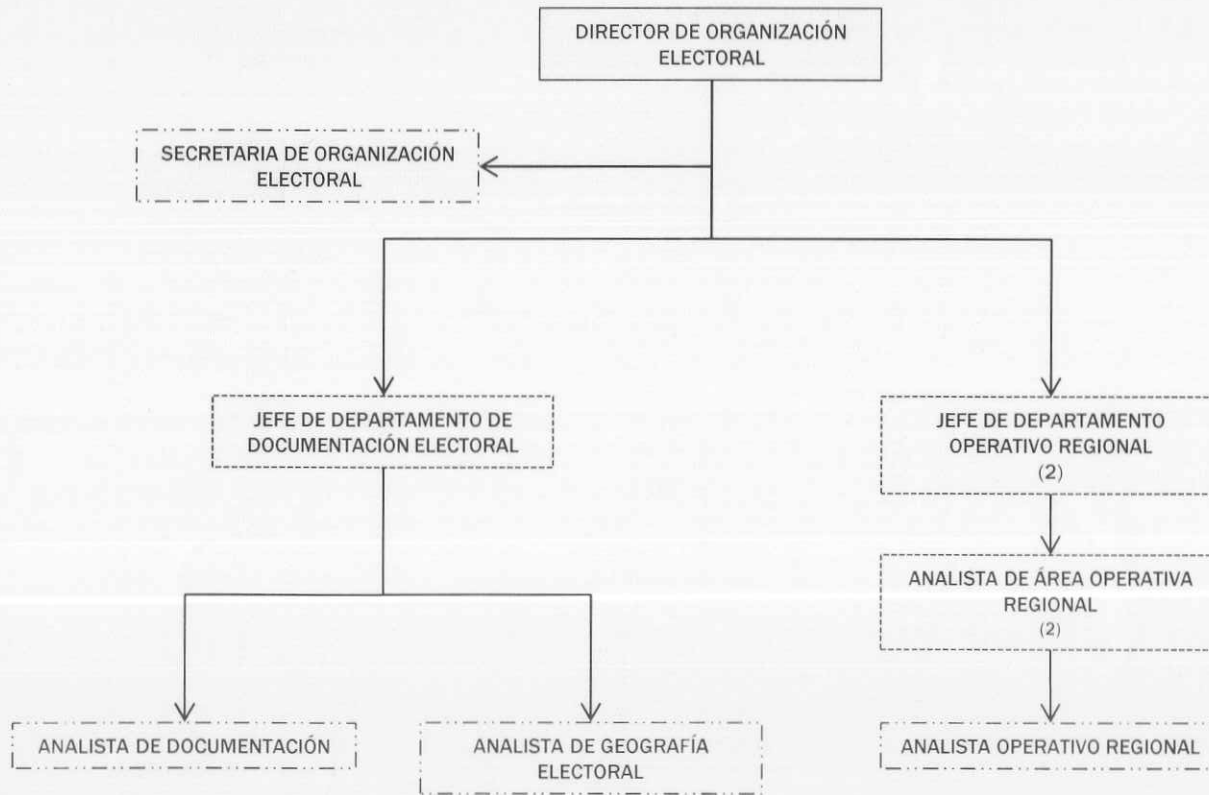 DIRECTOR DE ORGANIZACIÓN
ELECTORAL
SECRETARIA DE ORGANIZACIÓN
ELECTORAL
JEFE DE DEPARTAMENTO DE
DOCUMENTACIÓN ELECTORAL
JEFE DE DEPARTAMENTO
OPERATIVO REGIONAL
(2)
ANALISTA DE ÁREA OPERATIVA
REGIONAL
(2)
ANALISTA DE DOCUMENTACIÓN
ANALISTA DE GEOGRAFÍA
ELECTORAL
ANALISTA OPERATIVO REGIONAL